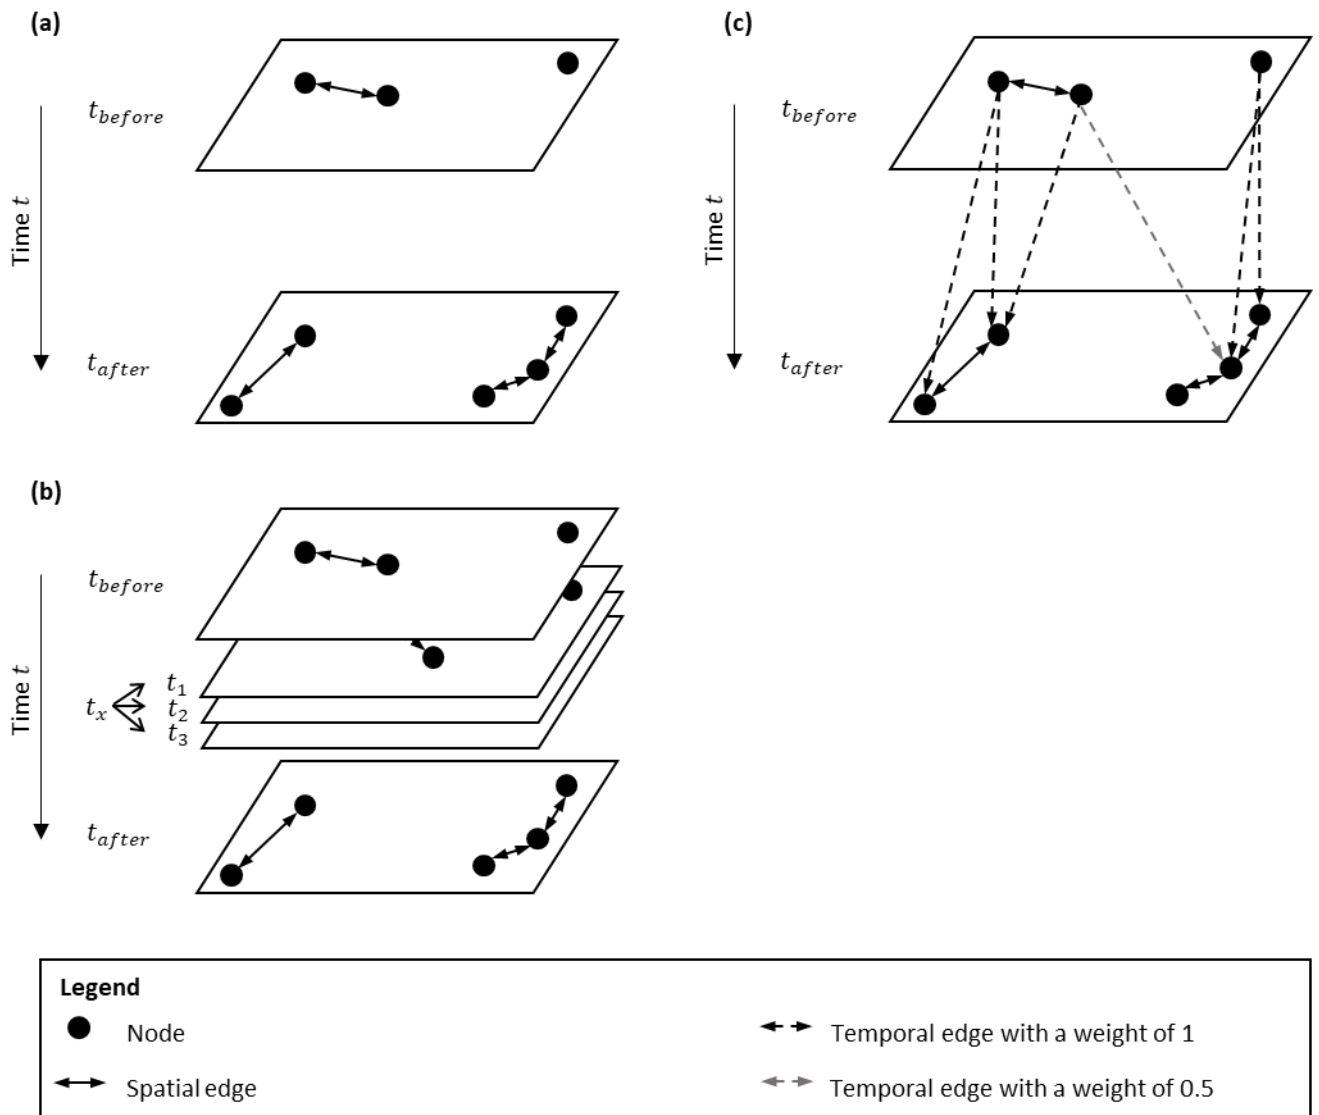 (a)
t_before
Time t
t_after
(b)
t_before
Time t
t_x
t_1
t_2
t_3
t_after
(c)
t_before
Time t
t_after
Legend
Node
Spatial edge
Temporal edge with a weight of 1
Temporal edge with a weight of 0.5